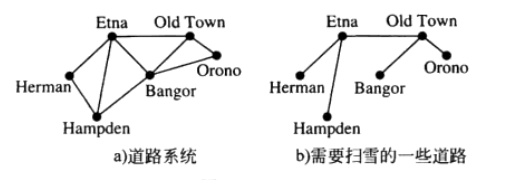 Etna Old Town
Orono
Herman
Bangor
Hampden
a)道路系统
Etna Old Town
Orono
Herman
Bangor
Hampden
b)需要扫雪的一些道路